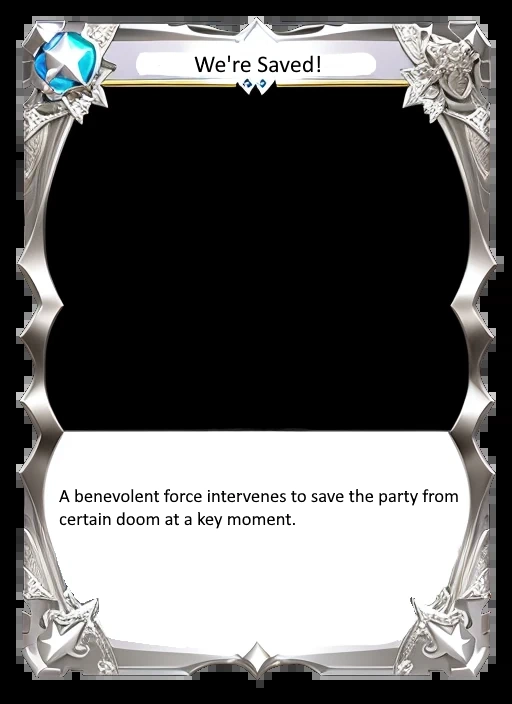 We're Saved!
A benevolent force intervenes to save the party from
certain doom at a key moment.